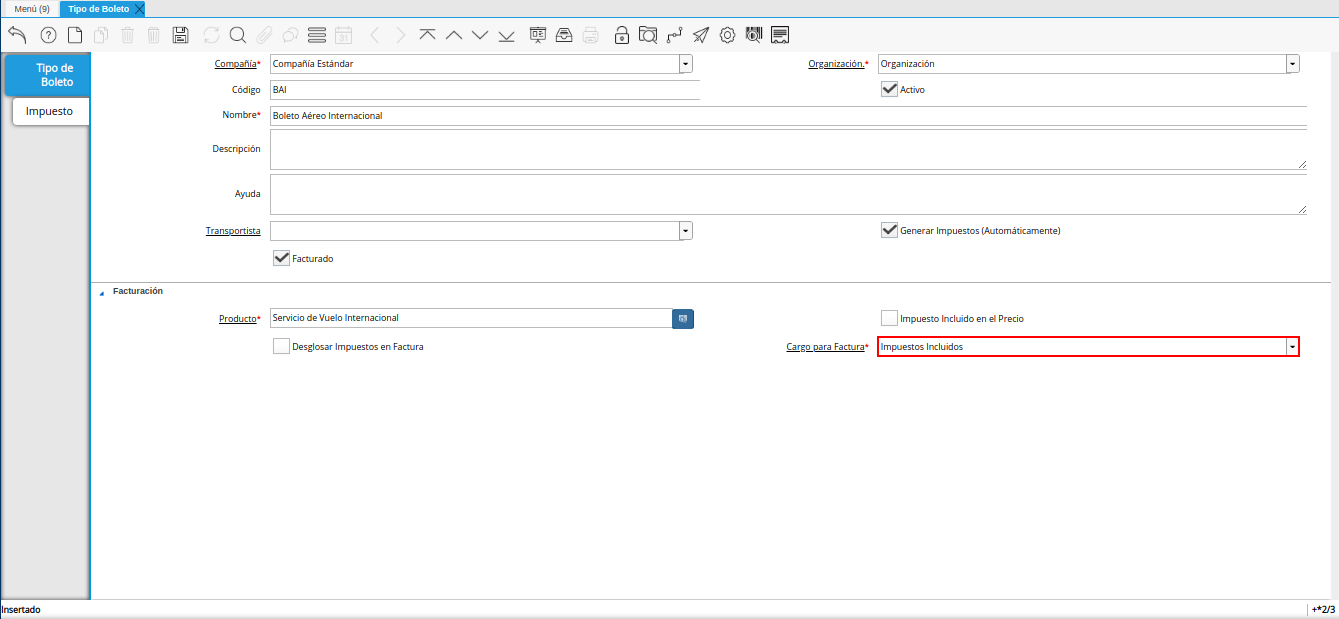 Menú (9) Tipo de Boleto
31
Tipo de
Boleto
Impuesto
Compañía* Compañía Estándar Organización.* Organización
Código BAI Activo
Nombre* Boleto Aéreo Internacional
Descripción
Ayuda
Transportista Generar Impuestos (Automáticamente)
Facturado
Facturación
Producto* Servicio de Vuelo Internacional Impuesto Incluido en el Precio
Desglosar Impuestos en Factura Cargo para Factura* Impuestos Incluidos
Insertado +*2/3